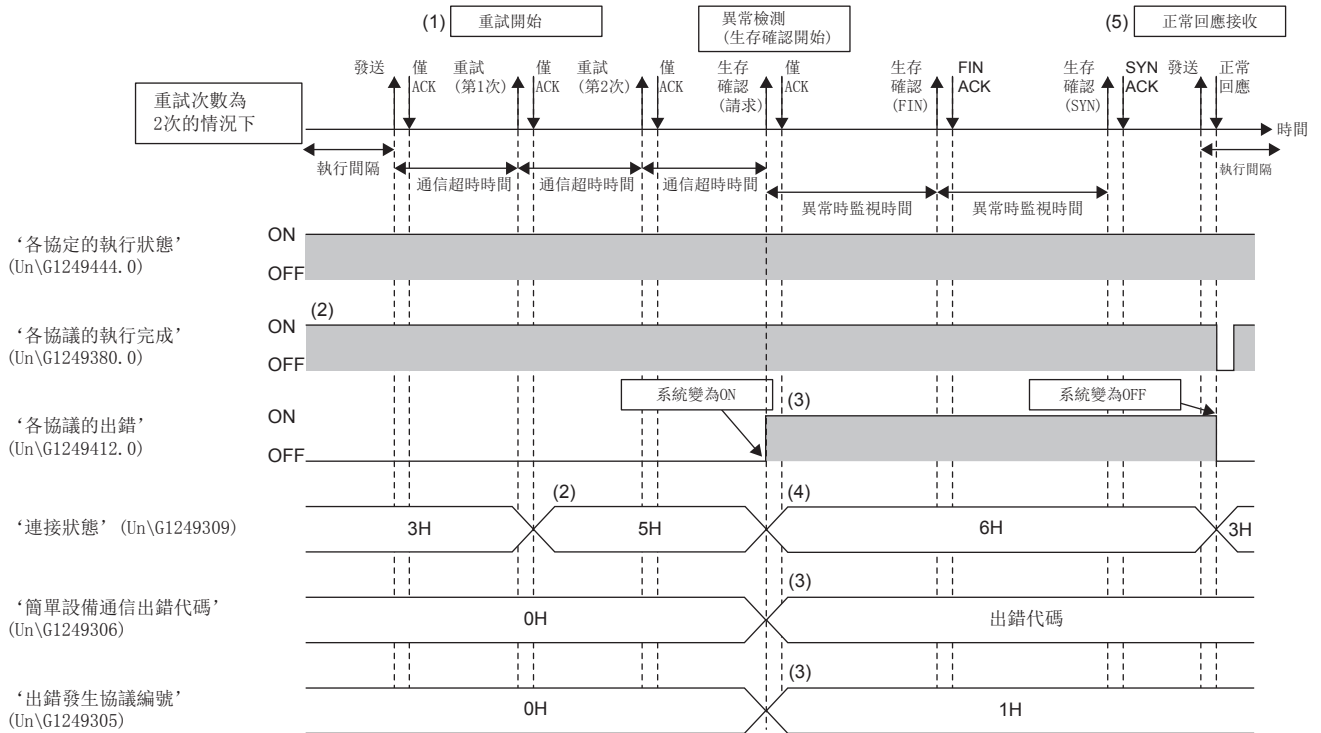 (1) 重試開始
異常檢測
(生存確認開始)
(5) 正常回應接收
重試次數為
2次的情況下
發送
僅
ACK
重試
(第1次)
僅
ACK
重試
(第2次)
僅
ACK
生存
確認
(請求)
僅
ACK
生存
確認
(FIN)
FIN
ACK
生存
確認
(SYN)
SYN
ACK
發送
正常
回應
時間
執行間隔
通信超時時間
通信超時時間
通信超時時間
異常時監視時間
異常時監視時間
執行間隔
‘各協定的執行狀態’
(Un\G1249444.0)
ON
OFF
‘各協議的執行完成’
(Un\G1249380.0)
(2)
ON
OFF
‘各協議的出錯’
(Un\G1249412.0)
ON
OFF
系統變為ON
(3)
系統變為OFF
‘連接狀態’(Un\G1249309)
3H
(2)
5H
(4)
6H
3H
‘簡單設備通信出錯代碼’
(Un\G1249306)
0H
(3)
出錯代碼
‘出錯發生協議編號’
(Un\G1249305)
0H
(3)
1H